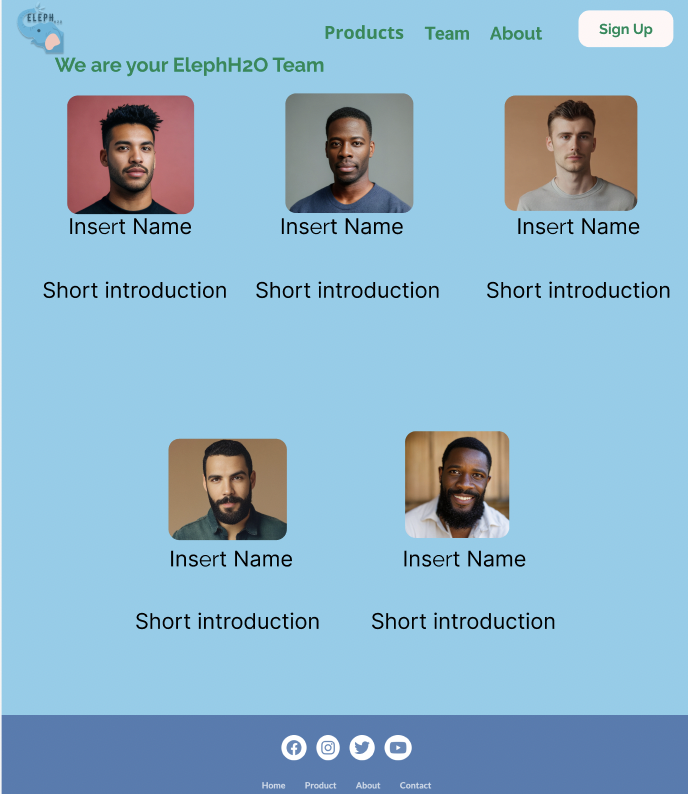 ELEPH
Products Team About Sign Up
We are your ElephH2O Team
Insert Name Insert Name Insert Name
Short introduction Short introduction Short introduction
Insert Name Insert Name
Short introduction Short introduction
Home Product About Contact